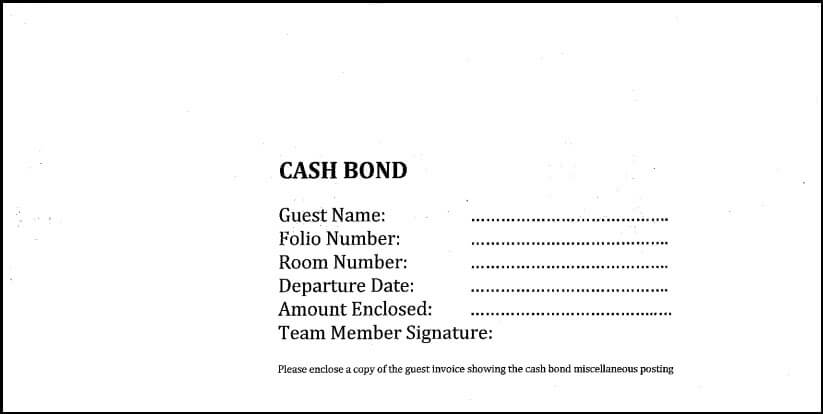 CASH BOND
Guest Name: ........................................
Folio Number: ........................................
Room Number: ........................................
Departure Date: ........................................
Amount Enclosed: .........................................
Team Member Signature:
Please enclose a copy of the guest invoice showing the cash bond miscellaneous posting